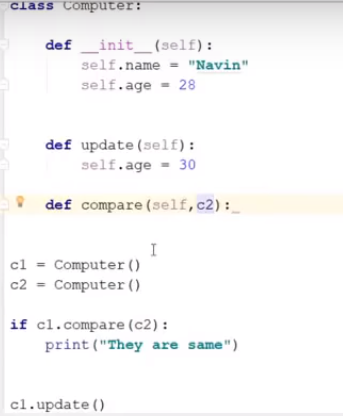 class Computer:
def __init__(self):
self.name = "Navin"
self.age = 28
def update(self):
self.age = 30
def compare(self,c2):_
c1 = Computer()
c2 = Computer()
if c1.compare(c2):
print("They are same")
c1.update()